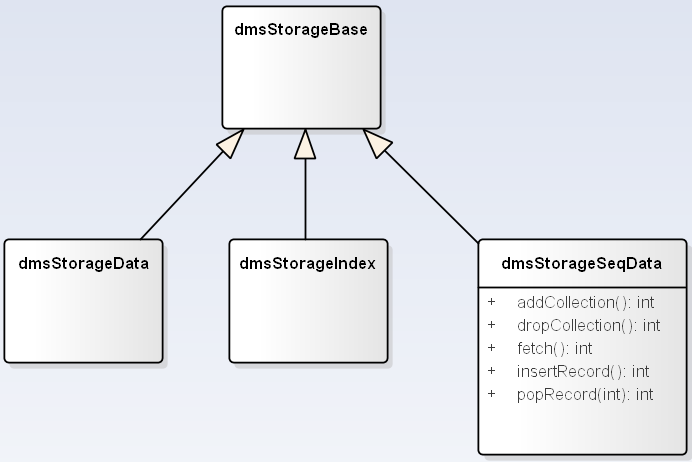 dmsStorageBase
dmsStorageData
dmsStorageIndex
dmsStorageSeqData
+ addCollection(): int
+ dropCollection(): int
+ fetch(): int
+ insertRecord(): int
+ popRecord(int): int